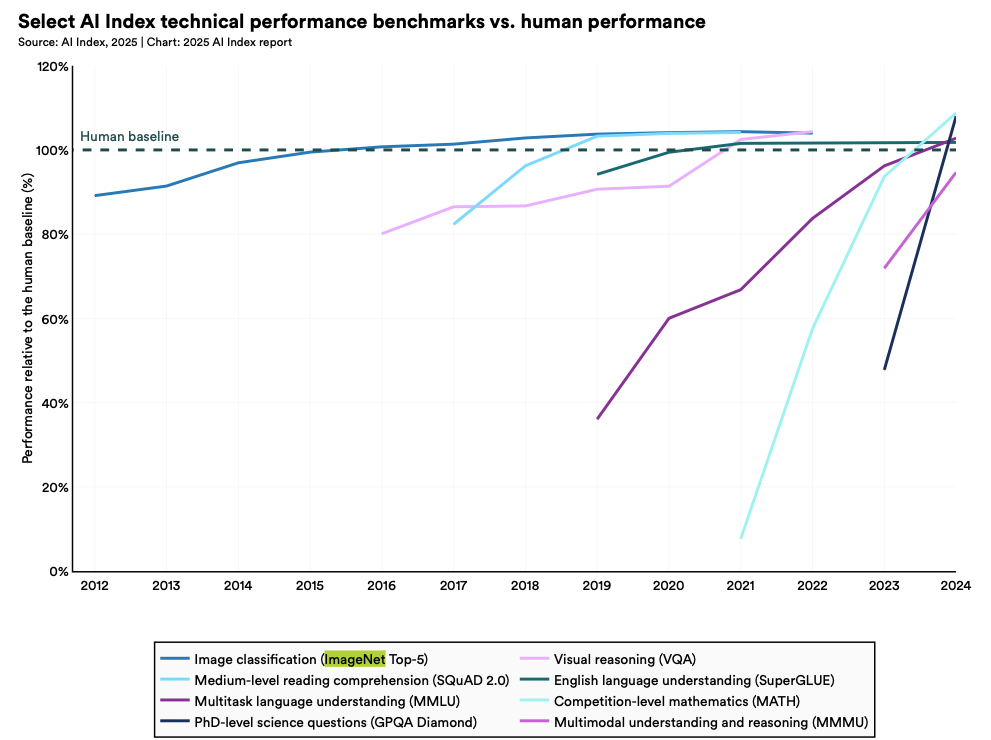 Select AI Index technical performance benchmarks vs. human performance
Source: AI Index, 2025 | Chart: 2025 AI Index report
Performance relative to the human baseline (%)
120%
Human baseline
100%
80%
60%
40%
20%
0%
2012 2013 2014 2015 2016 2017 2018 2019 2020 2021 2022 2023 2024
Image classification (ImageNet Top-5) Visual reasoning (VQA)
Medium-level reading comprehension (SQuAD 2.0) English language understanding (SuperGLUE)
Multitask language understanding (MMLU) Competition-level mathematics (MATH)
PhD-level science questions (GPQA Diamond) Multimodal understanding and reasoning (MMMU)